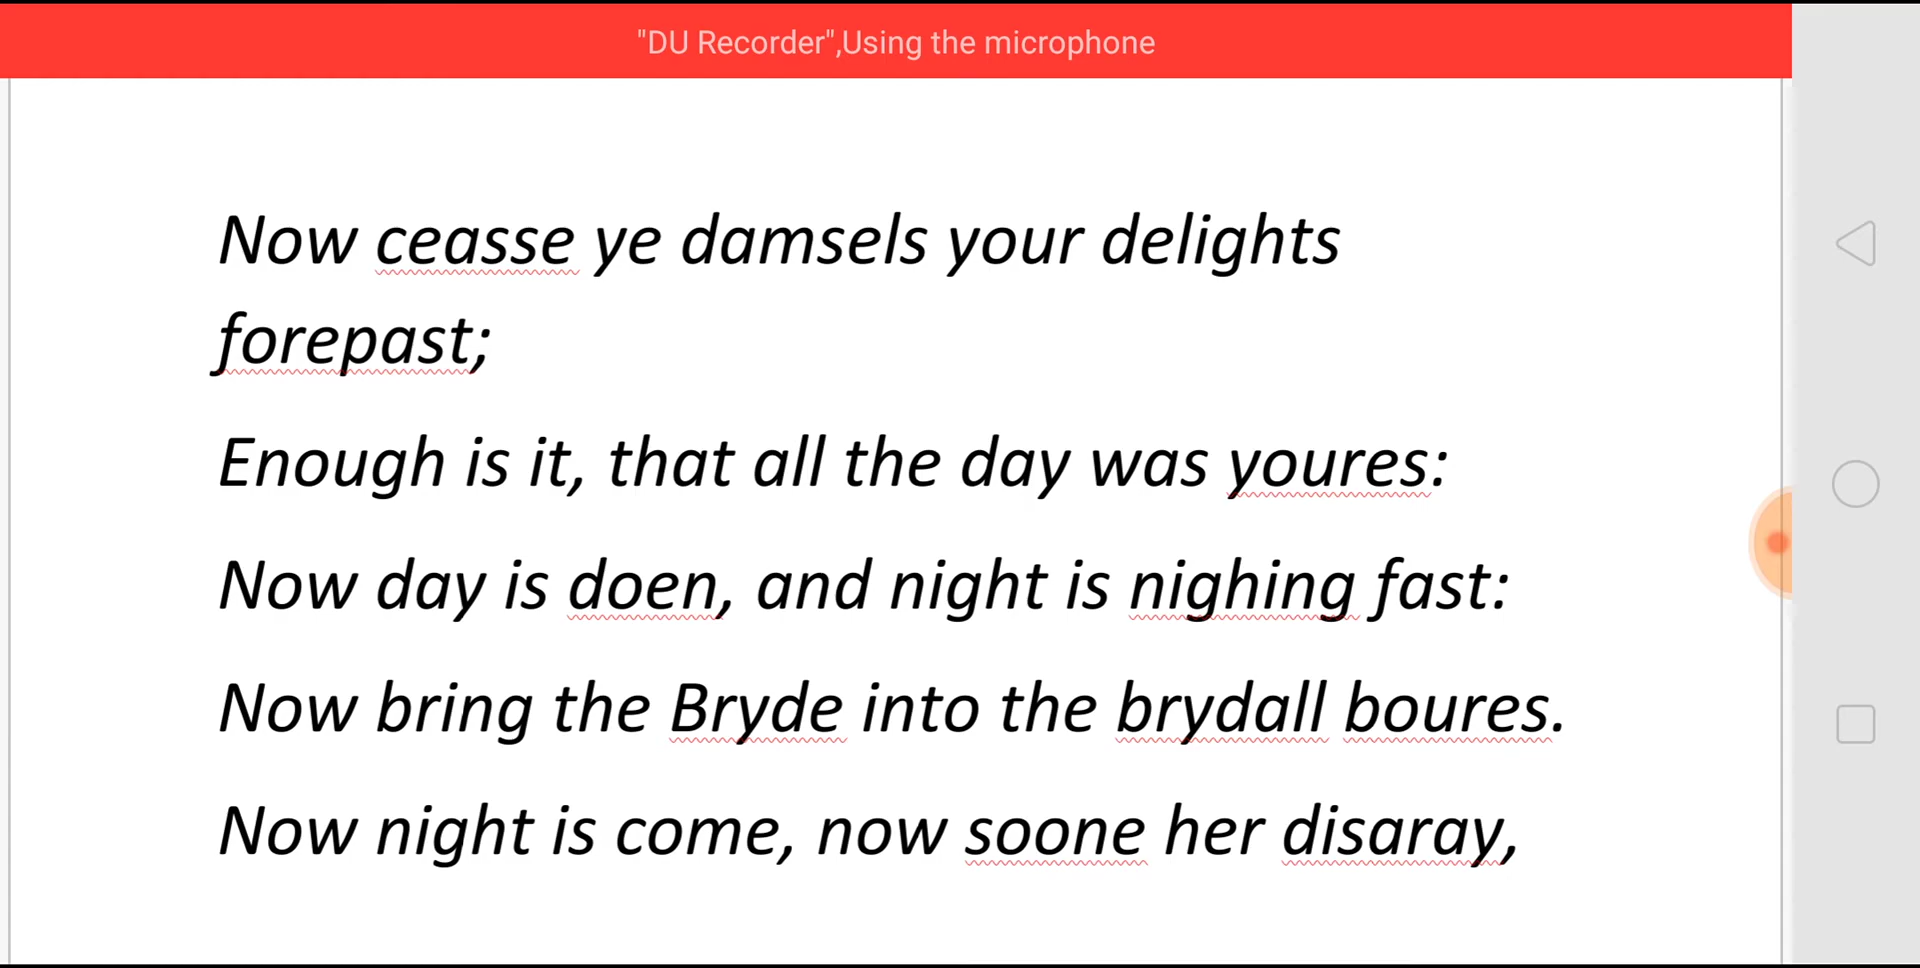 "DU Recorder",Using the microphone
Now ceasse ye damsels your delights
forepast;
Enough is it, that all the day was youres:
Now day is doen, and night is nighing fast:
Now bring the Bryde into the brydall boures.
Now night is come, now soone her disaray,